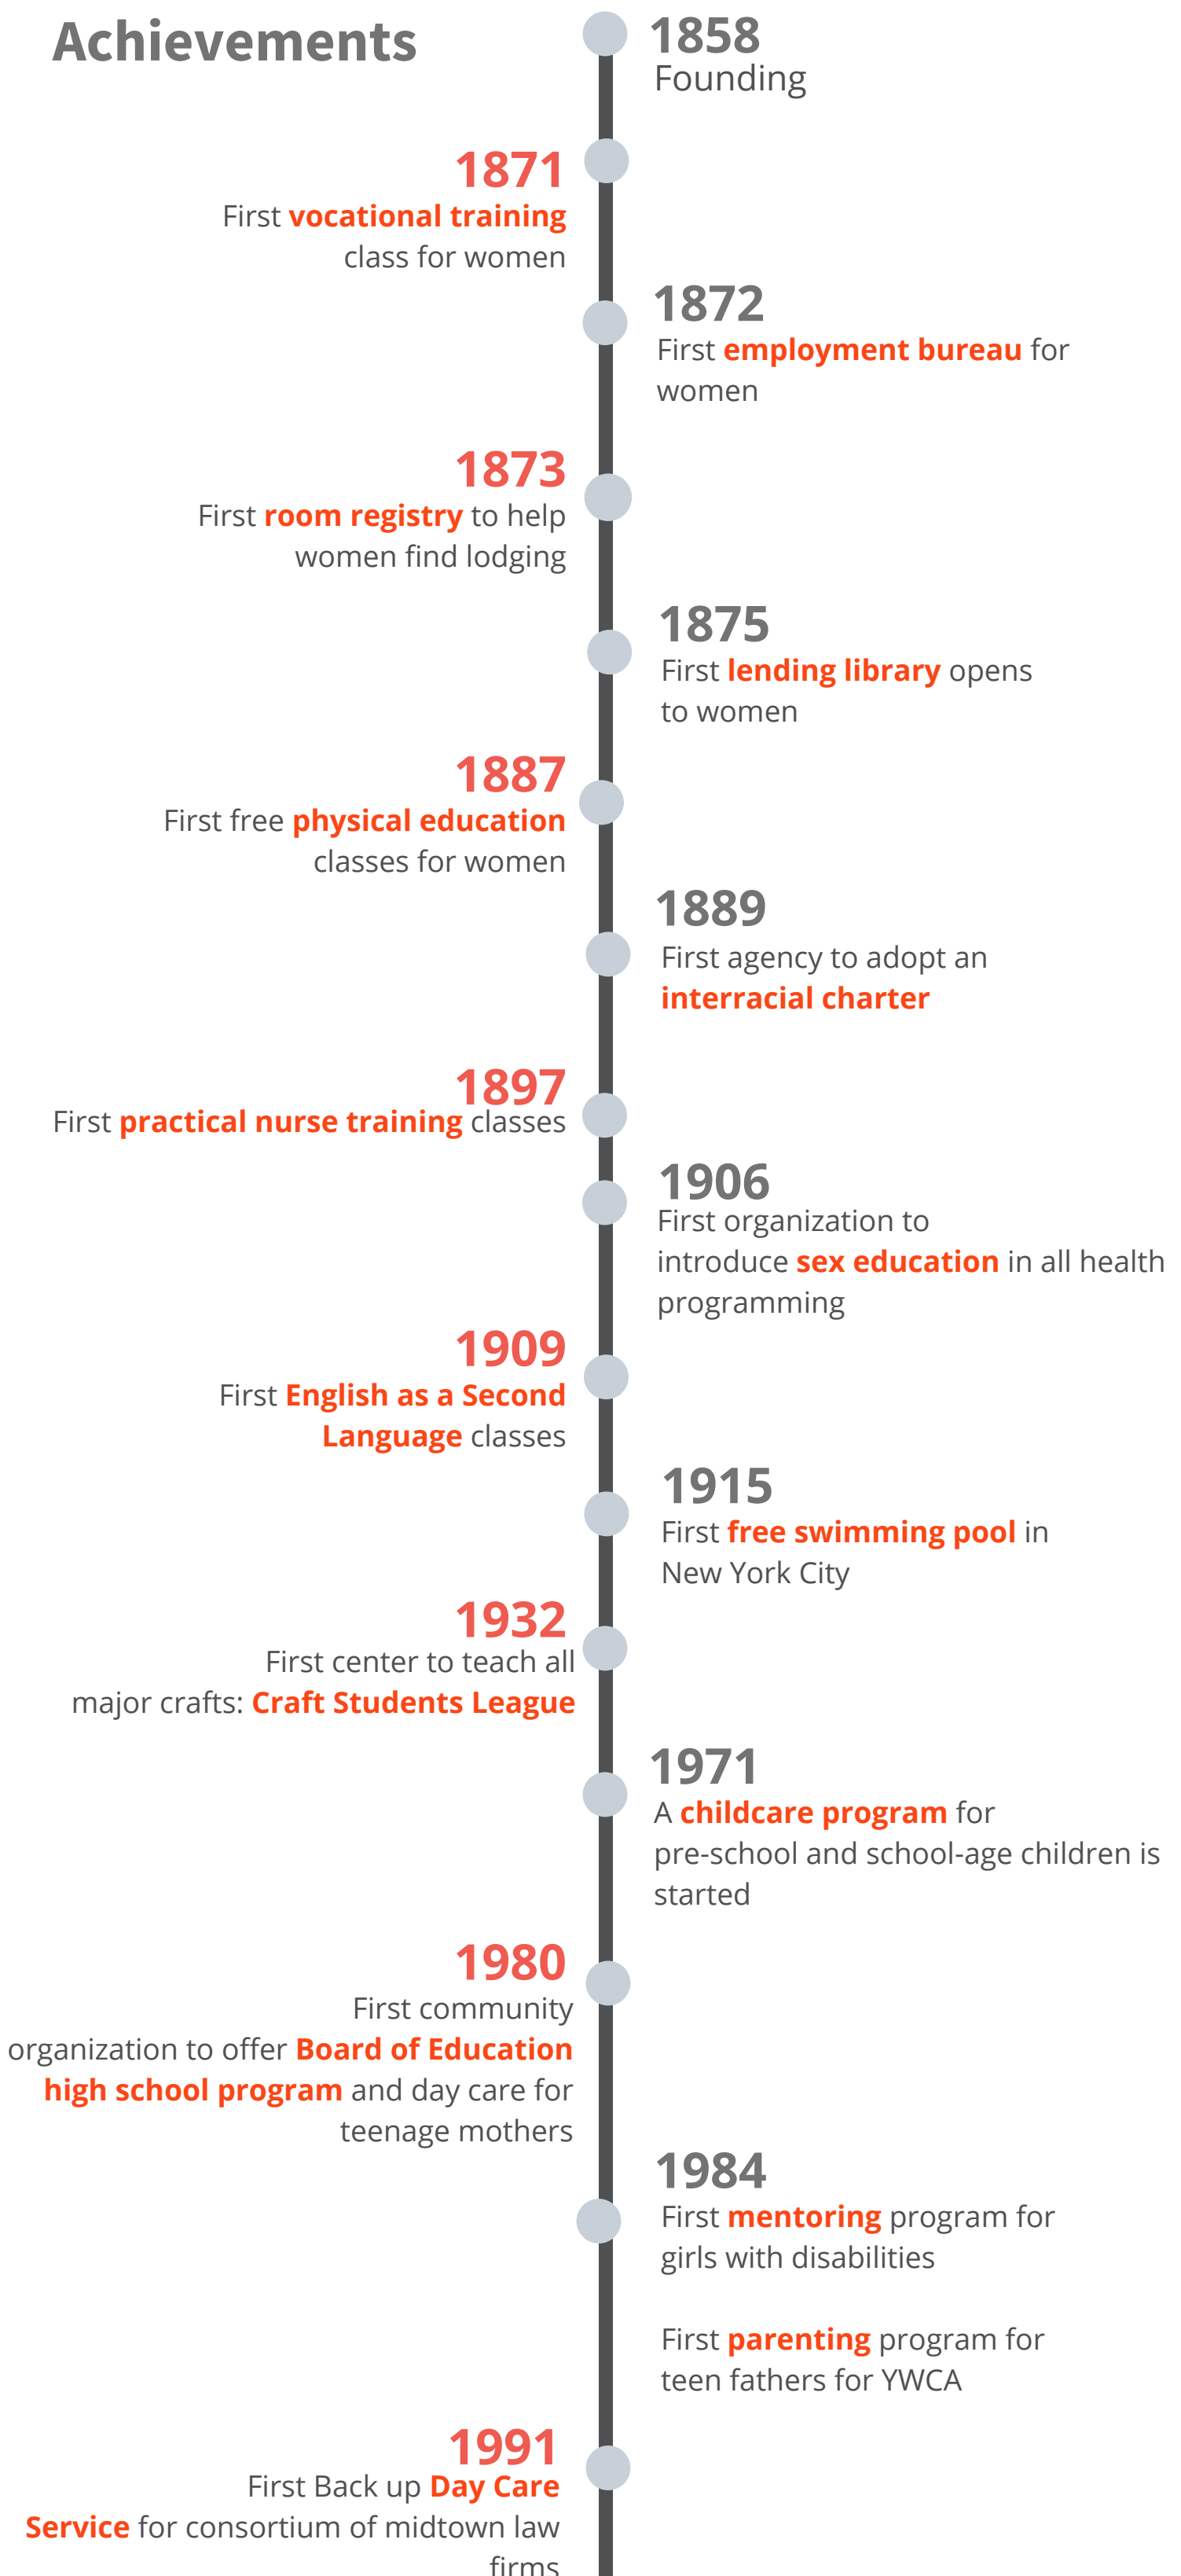 Achievements
1858
Founding
1871
First vocational training
class for women
1872
First employment bureau for
women
1873
First room registry to help
women find lodging
1875
First lending library opens
to women
1887
First free physical education
classes for women
1889
First agency to adopt an
interracial charter
1897
First practical nurse training classes
1906
First organization to
introduce sex education in all health
programming
1909
First English as a Second
Language classes
1915
First free swimming pool in
New York City
1932
First center to teach all
major crafts: Craft Students League
1971
A childcare program for
pre-school and school-age children is
started
1980
First community
organization to offer Board of Education
high school program and day care for
teenage mothers
1984
First mentoring program for
girls with disabilities
First parenting program for
teen fathers for YWCA
1991
First Back up Day Care
Service for consortium of midtown law
firms